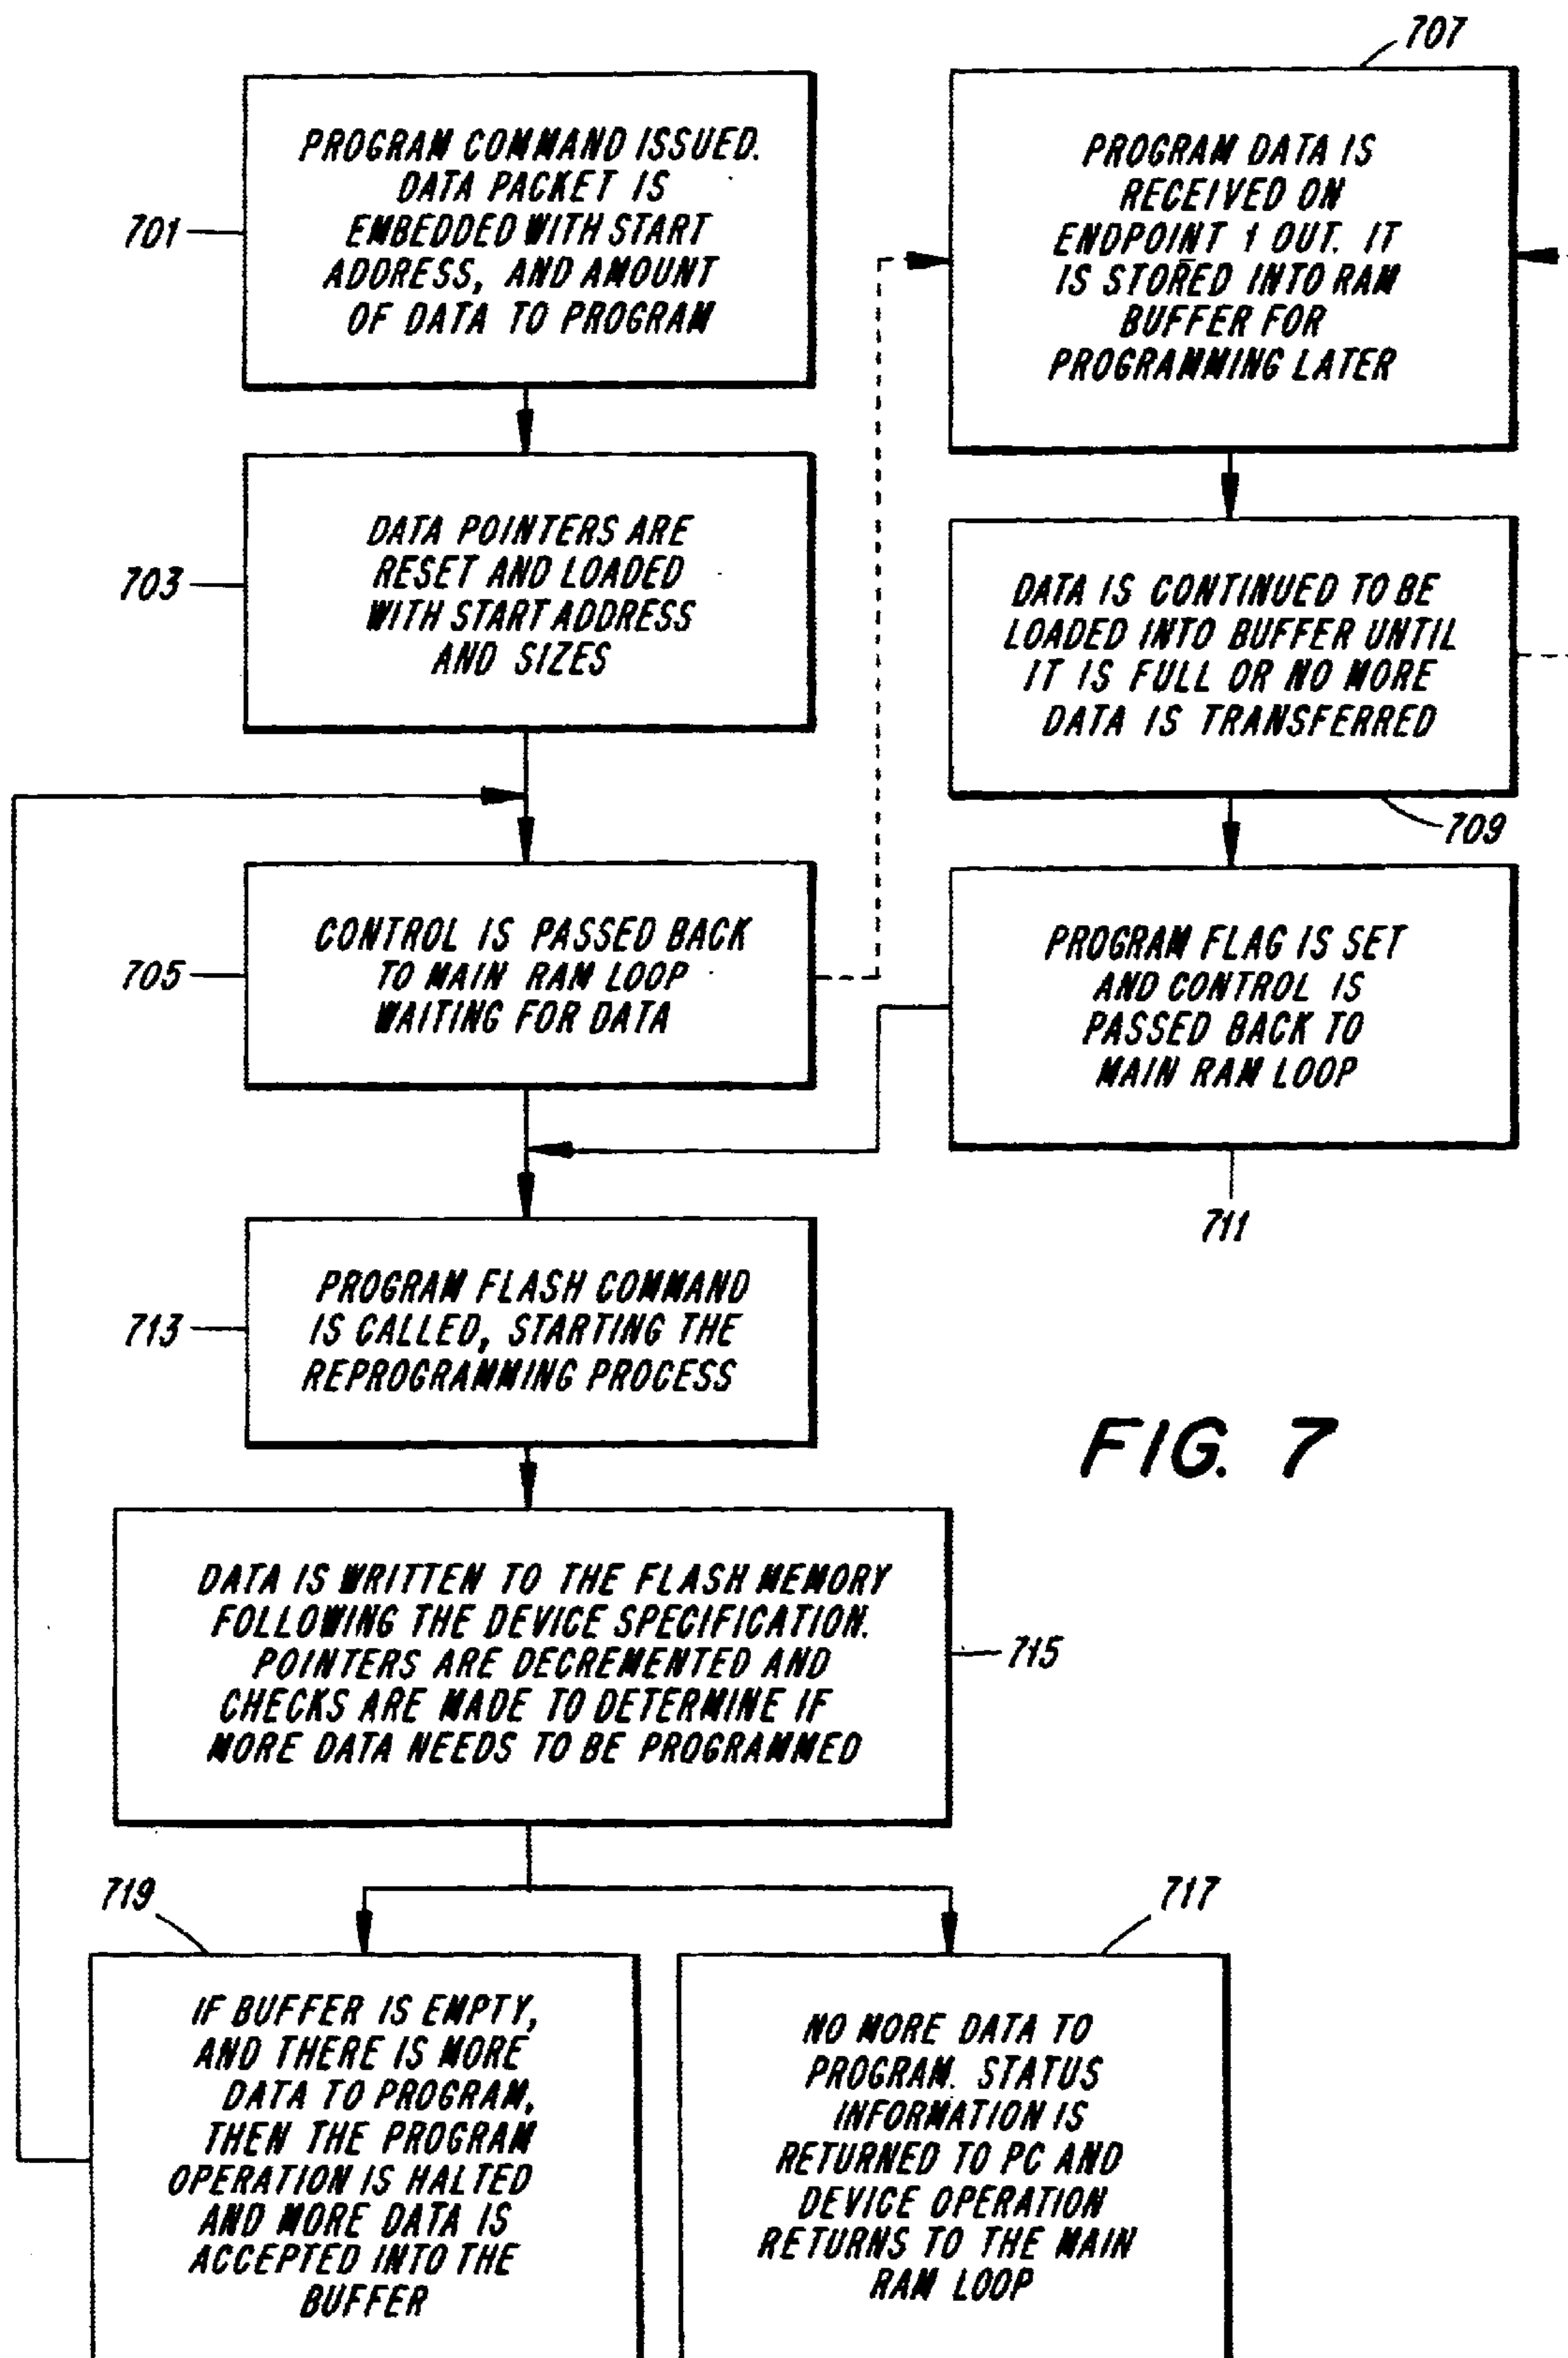 701
PROGRAM COMMAND ISSUED.
DATA PACKET IS
EMBEDDED WITH START
ADDRESS, AND AMOUNT
OF DATA TO PROGRAM
703
DATA POINTERS ARE
RESET AND LOADED
WITH START ADDRESS
AND SIZES
705
CONTROL IS PASSED BACK
TO MAIN RAM LOOP
WAITING FOR DATA
707
PROGRAM DATA IS
RECEIVED ON
ENDPOINT 1 OUT. IT
IS STORED INTO RAM
BUFFER FOR
PROGRAMMING LATER
DATA IS CONTINUED TO BE
LOADED INTO BUFFER UNTIL
IT IS FULL OR NO MORE
DATA IS TRANSFERRED
709
PROGRAM FLAG IS SET
AND CONTROL IS
PASSED BACK TO
MAIN RAM LOOP
711
713
PROGRAM FLASH COMMAND
IS CALLED, STARTING THE
REPROGRAMMING PROCESS
FIG. 7
DATA IS WRITTEN TO THE FLASH MEMORY
FOLLOWING THE DEVICE SPECIFICATION.
POINTERS ARE DECREMENTED AND
CHECKS ARE MADE TO DETERMINE IF
MORE DATA NEEDS TO BE PROGRAMMED
715
719
IF BUFFER IS EMPTY,
AND THERE IS MORE
DATA TO PROGRAM,
THEN THE PROGRAM
OPERATION IS HALTED
AND MORE DATA IS
ACCEPTED INTO THE
BUFFER
717
NO MORE DATA TO
PROGRAM. STATUS
INFORMATION IS
RETURNED TO PC AND
DEVICE OPERATION
RETURNS TO THE MAIN
RAM LOOP